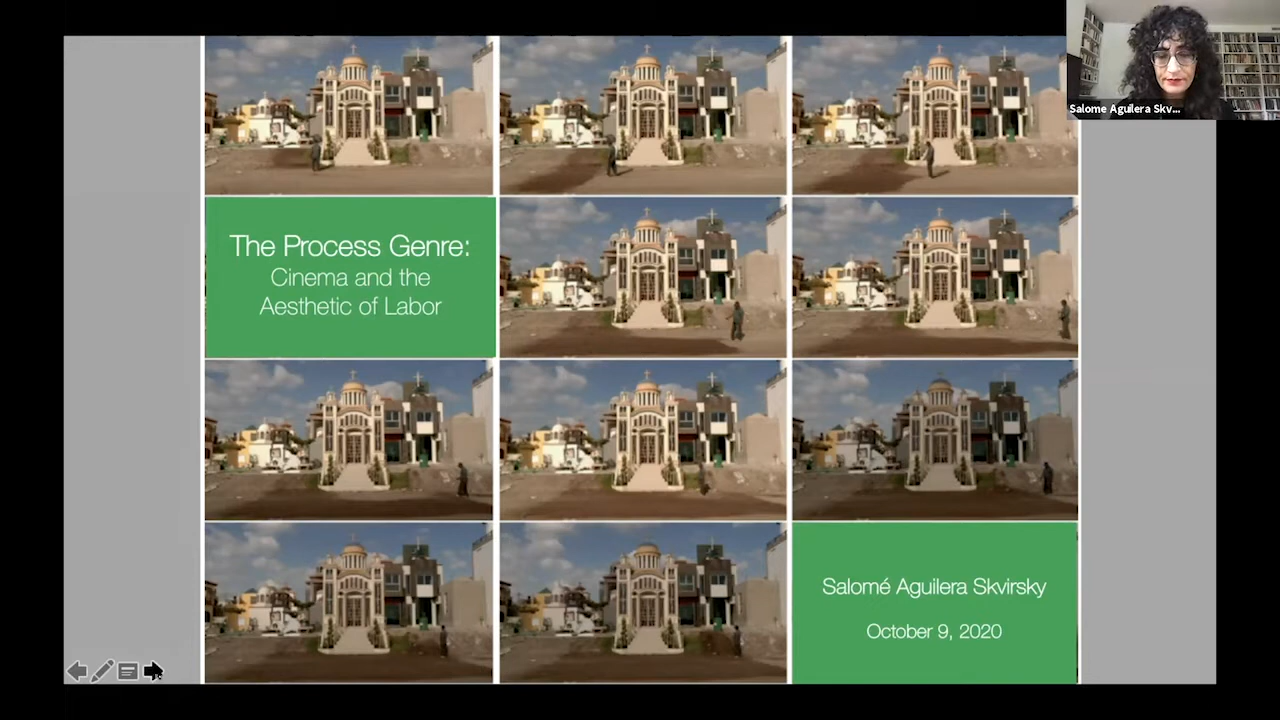 Salome Aguilera Skv...
The Process Genre:
Cinema and the
Aesthetic of Labor
Salomé Aguilera Skvirsky
October 9, 2020